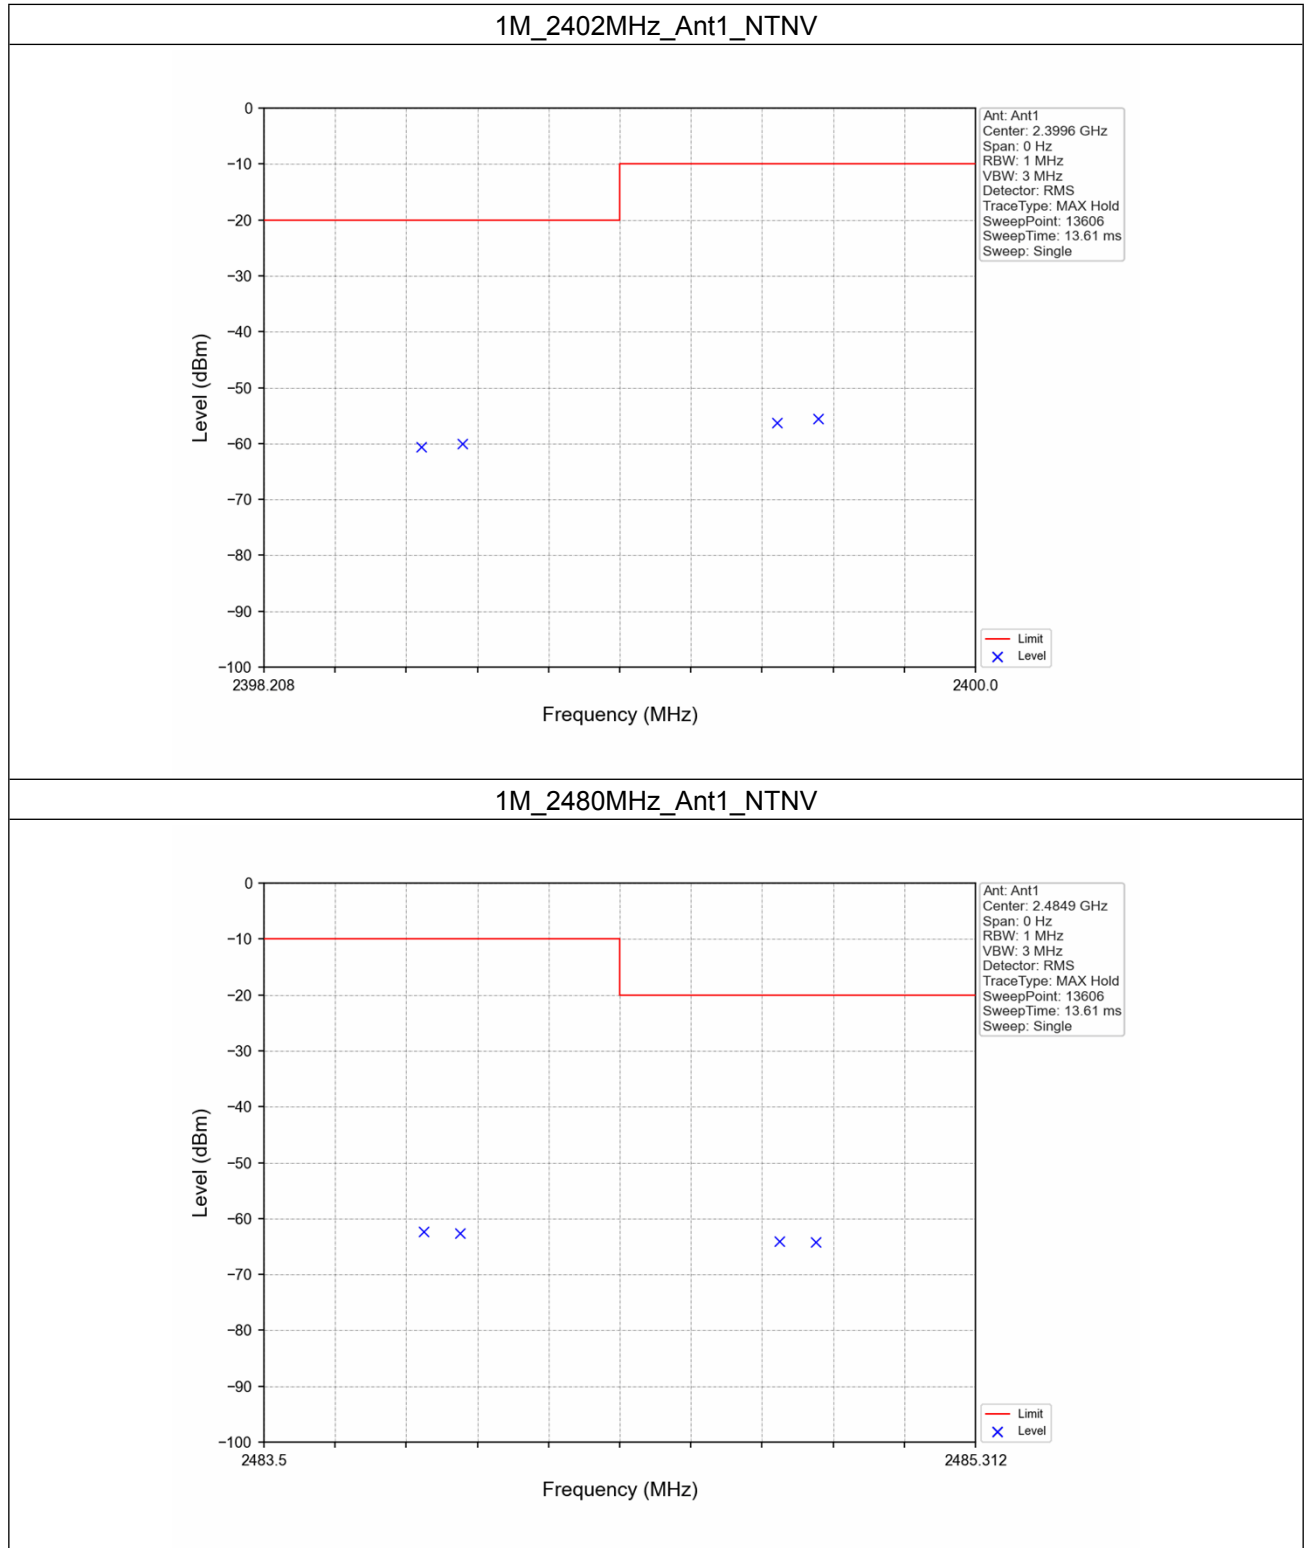 1M_2402MHz_Ant1_NTNV
0
−10
−20
−30
−40
−50
−60
−70
−80
−90
−100
Level (dBm)
2398.208
2400.0
Frequency (MHz)
Ant: Ant1
Center: 2.3996 GHz
Span: 0 Hz
RBW: 1 MHz
VBW: 3 MHz
Detector: RMS
TraceType: MAX Hold
SweepPoint: 13606
SweepTime: 13.61 ms
Sweep: Single
Limit
Level
1M_2480MHz_Ant1_NTNV
0
−10
−20
−30
−40
−50
−60
−70
−80
−90
−100
Level (dBm)
2483.5
2485.312
Frequency (MHz)
Ant: Ant1
Center: 2.4849 GHz
Span: 0 Hz
RBW: 1 MHz
VBW: 3 MHz
Detector: RMS
TraceType: MAX Hold
SweepPoint: 13606
SweepTime: 13.61 ms
Sweep: Single
Limit
Level